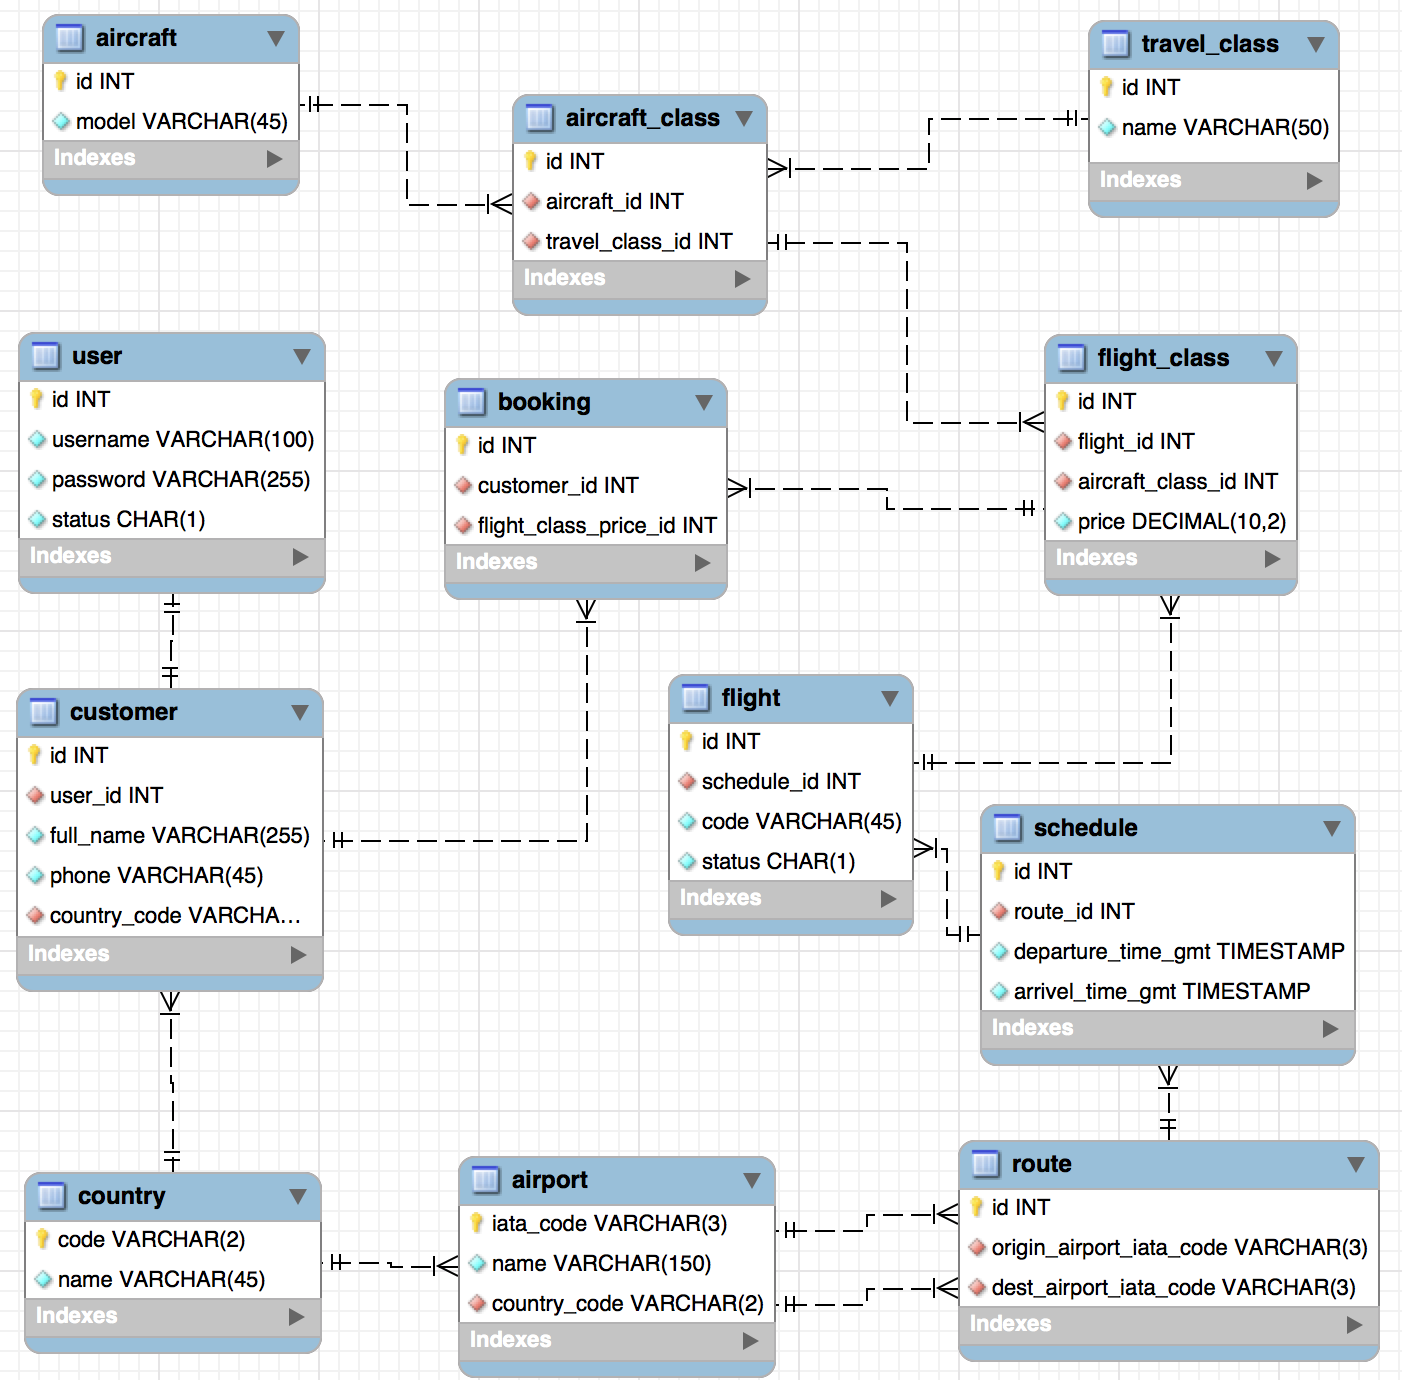 aircraft
id INT
model VARCHAR(45)
Indexes
travel_class
id INT
name VARCHAR(50)
Indexes
aircraft_class
id INT
aircraft_id INT
travel_class_id INT
Indexes
user
id INT
username VARCHAR(100)
password VARCHAR(255)
status CHAR(1)
Indexes
booking
id INT
customer_id INT
flight_class_price_id INT
Indexes
flight_class
id INT
flight_id INT
aircraft_class_id INT
price DECIMAL(10,2)
Indexes
customer
id INT
user_id INT
full_name VARCHAR(255)
phone VARCHAR(45)
country_code VARCHA...
Indexes
flight
id INT
schedule_id INT
code VARCHAR(45)
status CHAR(1)
Indexes
schedule
id INT
route_id INT
departure_time_gmt TIMESTAMP
arrivel_time_gmt TIMESTAMP
Indexes
country
code VARCHAR(2)
name VARCHAR(45)
Indexes
airport
iata_code VARCHAR(3)
name VARCHAR(150)
country_code VARCHAR(2)
Indexes
route
id INT
origin_airport_iata_code VARCHAR(3)
dest_airport_iata_code VARCHAR(3)
Indexes